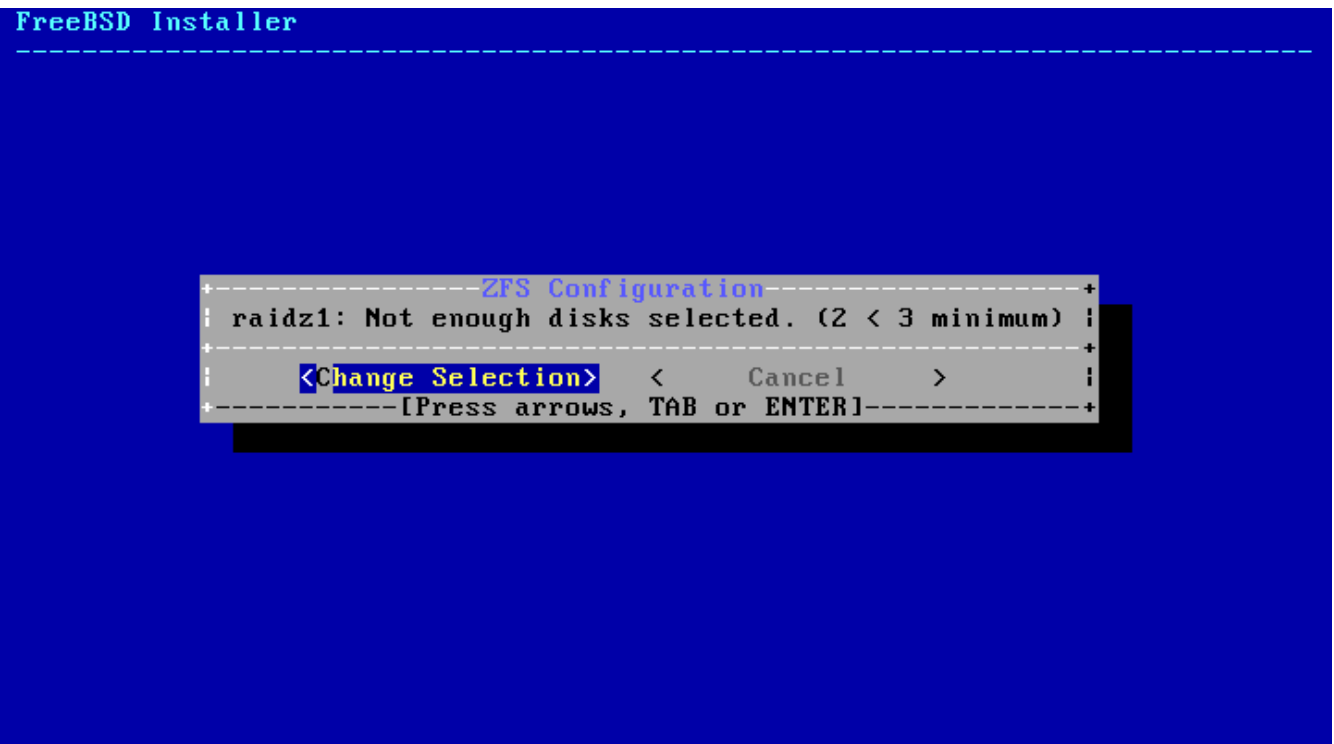 FreeBSD Installer
ZFS Configuration
raidz1: Not enough disks selected. (2 < 3 minimum)
<Change Selection> < Cancel >
[Press arrows, TAB or ENTER]